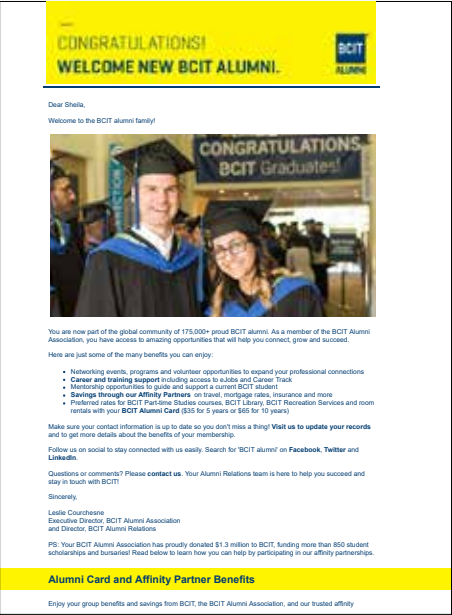 CONGRATULATIONS!
WELCOME NEW BCIT ALUMNI.
BCIT
ALUMNI
Dear Sheila,
Welcome to the BCIT alumni family!
CONGRATULATIONS
BCIT Graduates!
You are now part of the global community of 175,000+ proud BCIT alumni. As a member of the BCIT Alumni
Association, you have access to amazing opportunities that will help you connect, grow and succeed.
Here are just some of the many benefits you can enjoy:
• Networking events, programs and volunteer opportunities to expand your professional connections
• Career and training support including access to eJobs and Career Track
• Mentorship opportunities to guide and support a current BCIT student
• Savings through our Affinity Partners on travel, mortgage rates, insurance and more
• Preferred rates for BCIT Part-time Studies courses, BCIT Library, BCIT Recreation Services and room
rentals with your BCIT Alumni Card ($35 for 5 years or $65 for 10 years)
Make sure your contact information is up to date so you don't miss a thing! Visit us to update your records
and to get more details about the benefits of your membership.
Follow us on social to stay connected with us easily. Search for 'BCIT alumni' on Facebook, Twitter and
LinkedIn.
Questions or comments? Please contact us. Your Alumni Relations team is here to help you succeed and
stay in touch with BCIT!
Sincerely,
Leslie Courchesne
Executive Director, BCIT Alumni Association
and Director, BCIT Alumni Relations
PS: Your BCIT Alumni Association has proudly donated $1.3 million to BCIT, funding more than 850 student
scholarships and bursaries! Read below to learn how you can help by participating in our affinity partnerships.
Alumni Card and Affinity Partner Benefits
Enjoy your group benefits and savings from BCIT, the BCIT Alumni Association, and our trusted affinity